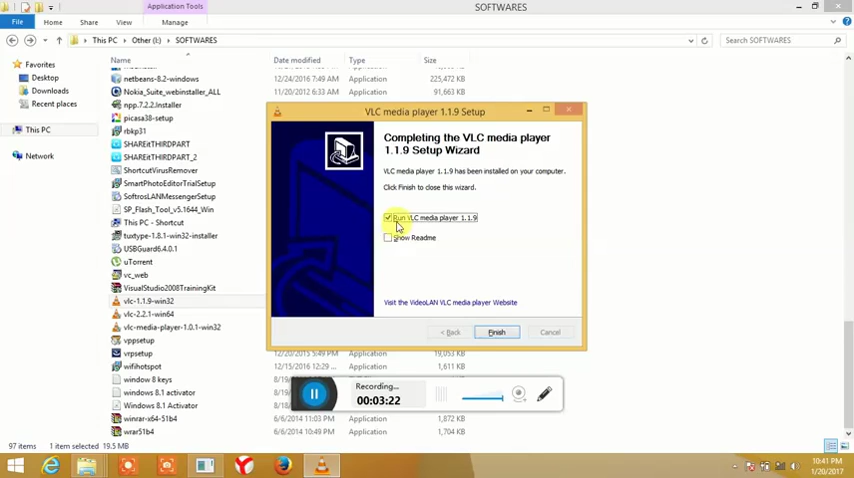 Application Tools
SOFTWARES
File
Home
Share
View
Manage
This PC
Other (I:)
SOFTWARES
Search SOFTWARES
Name
Date modified
Type
Size
Favorites
Desktop
Downloads
Recent places
This PC
Network
netbeans-8.2-windows
12/24/2016 7:49 AM
Application
225,472 KB
Nokia_Suite_webinstaller_ALL
11/20/2012 6:33 AM
Application
91,663 KB
npp.7.2.2.Installer
picasa38-setup
rbkp31
SHAREitTHIRDPART
SHAREitTHIRDPART_2
ShortcutVirusRemover
SmartPhotoEditorTrialSetup
SoftrosLANMessengerSetup
SP_Flash_Tool_v5.1644_Win
This PC - Shortcut
tuxtype-1.8.1-win32-installer
USBGuard6.4.0.1
uTorrent
vc_web
VisualStudio2008TrainingKit
vlc-1.1.9-win32
vlc-2.2.1-win64
vlc-media-player-1.0.1-win32
vppsetup
vrpsetup
12/20/2015 5:49 PM
Application
19,053 KB
wifihotspot
12/15/2016 12:29 ...
Application
1,611 KB
window 8 keys
windows 8.1 activator
Windows 8.1 Activator
winrar-x64-51b4
6/6/2014 11:03 PM
Application
1,872 KB
wrar51b4
6/6/2014 10:49 PM
Application
1,704 KB
VLC media player 1.1.9 Setup
Completing the VLC media player
1.1.9 Setup Wizard
VLC media player 1.1.9 has been installed on your computer.
Click Finish to close this wizard.
Run VLC media player 1.1.9
Show Readme
Visit the VideoLAN VLC media player Website
< Back
Finish
Cancel
Recording...
00:03:22
97 items
1 item selected
19.5 MB
10:41 PM
1/20/2017